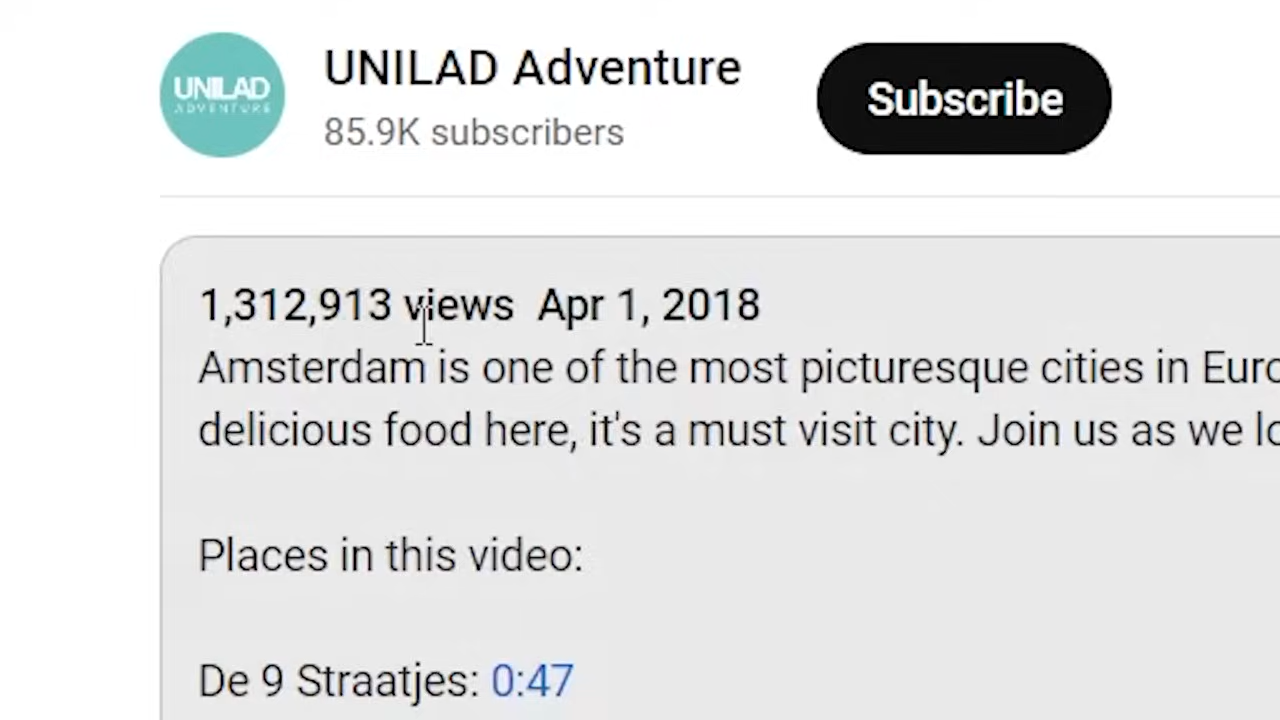 UNILAD
ADVENTURE
UNILAD Adventure
85.9K subscribers
Subscribe
1,312,913 views Apr 1, 2018
Amsterdam is one of the most picturesque cities in Euro
delicious food here, it's a must visit city. Join us as we lo
Places in this video:
De 9 Straatjes: 0:47